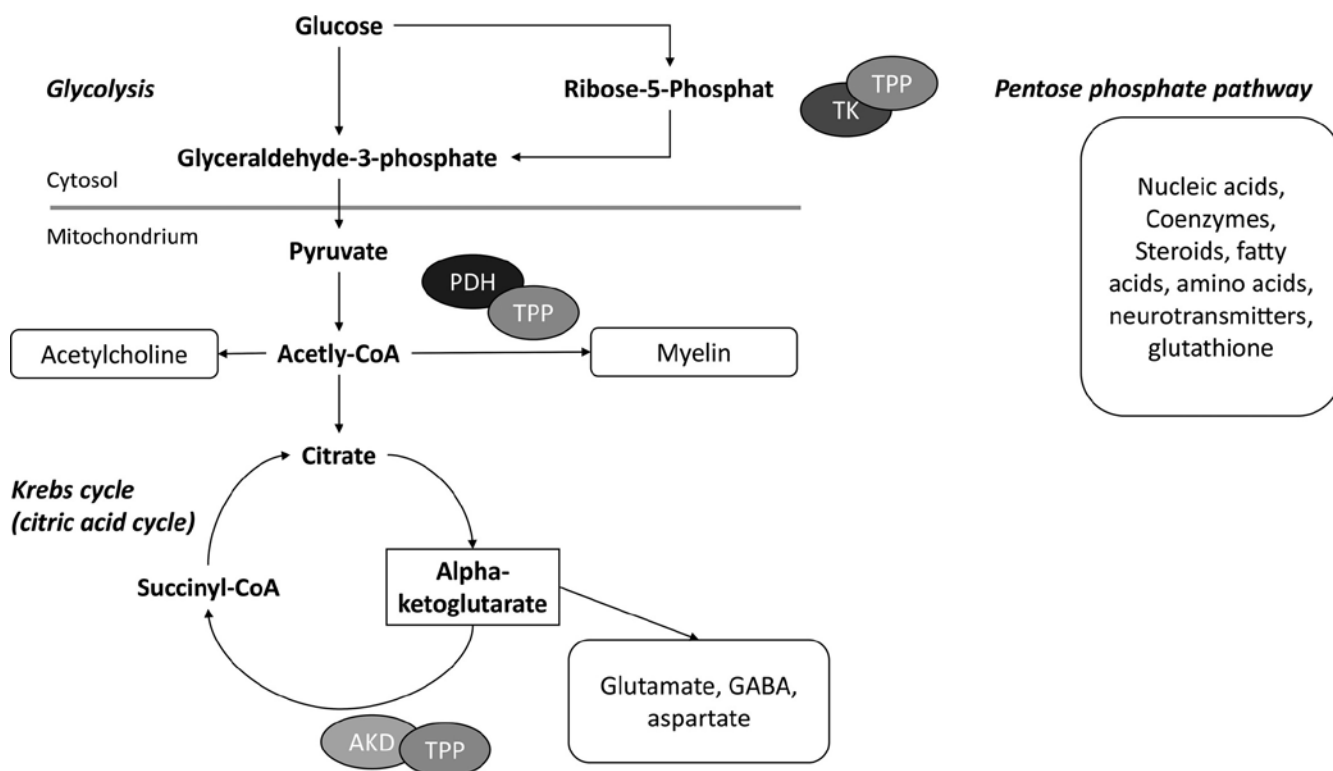 Glucose
Glycolysis
Ribose-5-Phosphat
TPP
TK
Pentose phosphate pathway
Glyceraldehyde-3-phosphate
Cytosol
Mitochondrium
Nucleic acids,
Coenzymes,
Steroids, fatty
acids, amino acids,
neurotransmitters,
glutathione
Pyruvate
PDH
TPP
Acetylcholine
Acetly-CoA
Myelin
Citrate
Krebs cycle
(citric acid cycle)
Succinyl-CoA
Alpha-
ketoglutarate
Glutamate, GABA,
aspartate
AKD
TPP